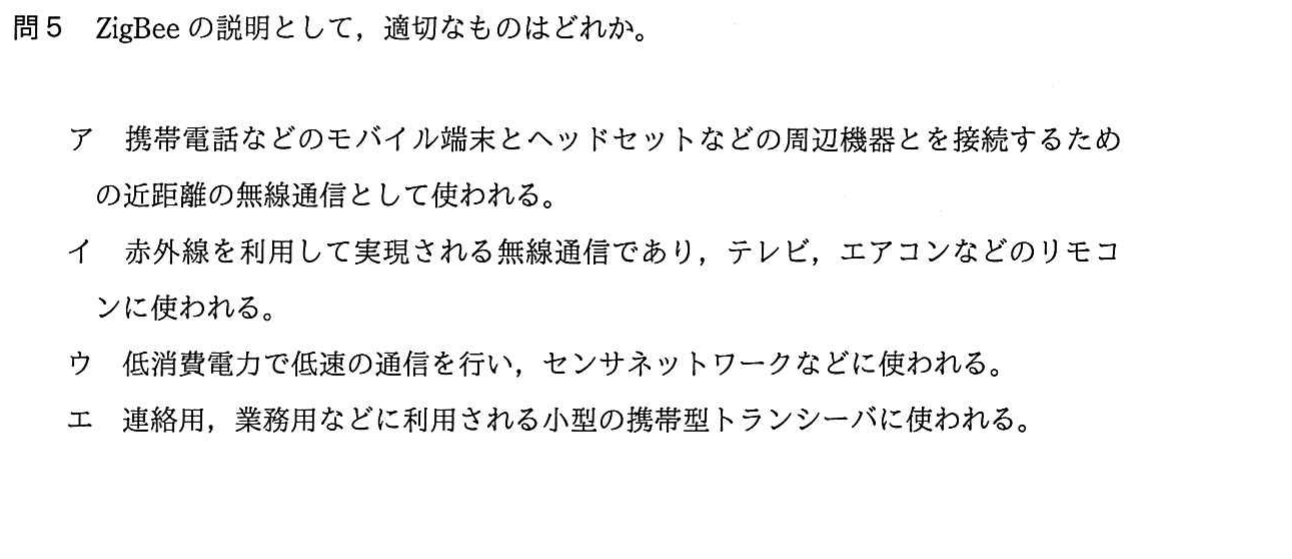 問5 ZigBee の説明として，適切なものはどれか。
ア 携帯電話などのモバイル端末とヘッドセットなどの周辺機器とを接続するため
の近距離の無線通信として使われる。
イ 赤外線を利用して実現される無線通信であり，テレビ，エアコンなどのリモコ
ンに使われる。
ウ 低消費電力で低速の通信を行い，センサネットワークなどに使われる。
エ 連絡用，業務用などに利用される小型の携帯型トランシーバに使われる。